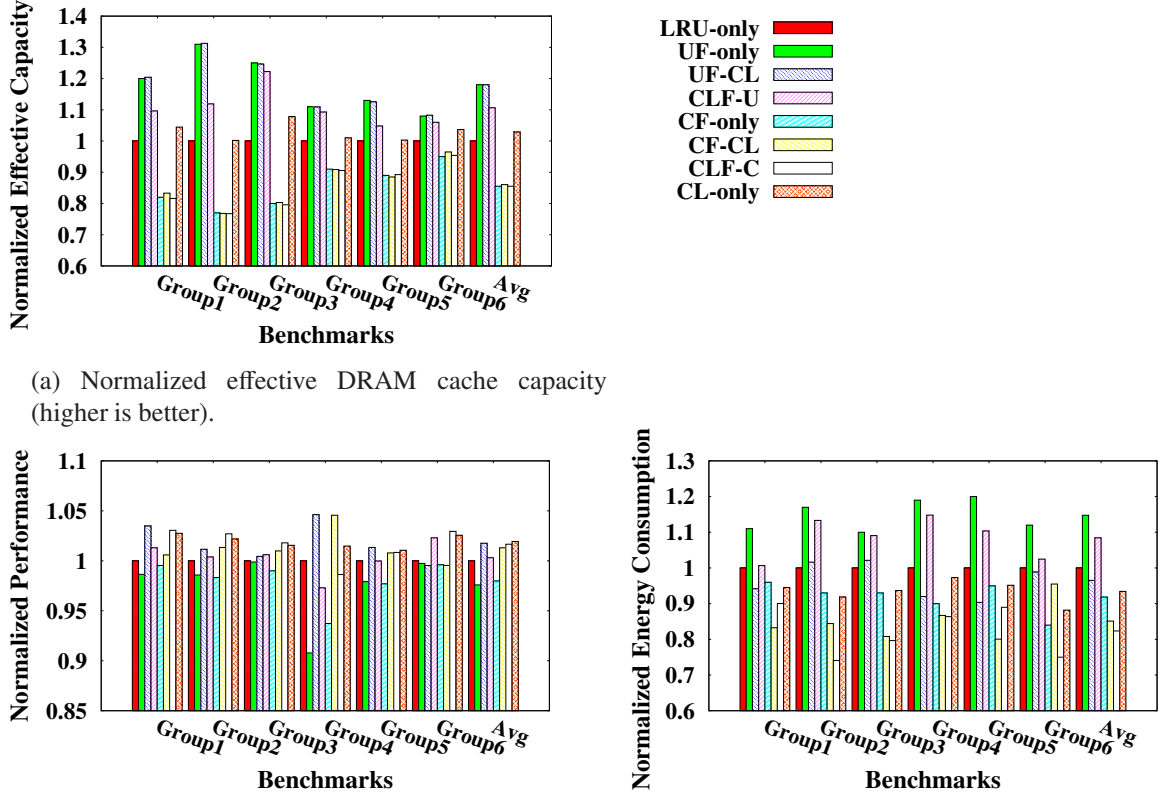 Normalized Effective Capacity
1.4
1.3
1.2
1.1
1
0.9
0.8
0.7
0.6
Group1
Group2
Group3
Group4
Group5
Group6
Avg
Benchmarks
LRU-only
UF-only
UF-CL
CLF-U
CF-only
CF-CL
CLF-C
CL-only
(a) Normalized effective DRAM cache capacity
(higher is better).
Normalized Performance
1.1
1.05
1
0.95
0.9
0.85
Group1
Group2
Group3
Group4
Group5
Group6
Avg
Benchmarks
Normalized Energy Consumption
1.3
1.2
1.1
1
0.9
0.8
0.7
0.6
Group1
Group2
Group3
Group4
Group5
Group6
Avg
Benchmarks